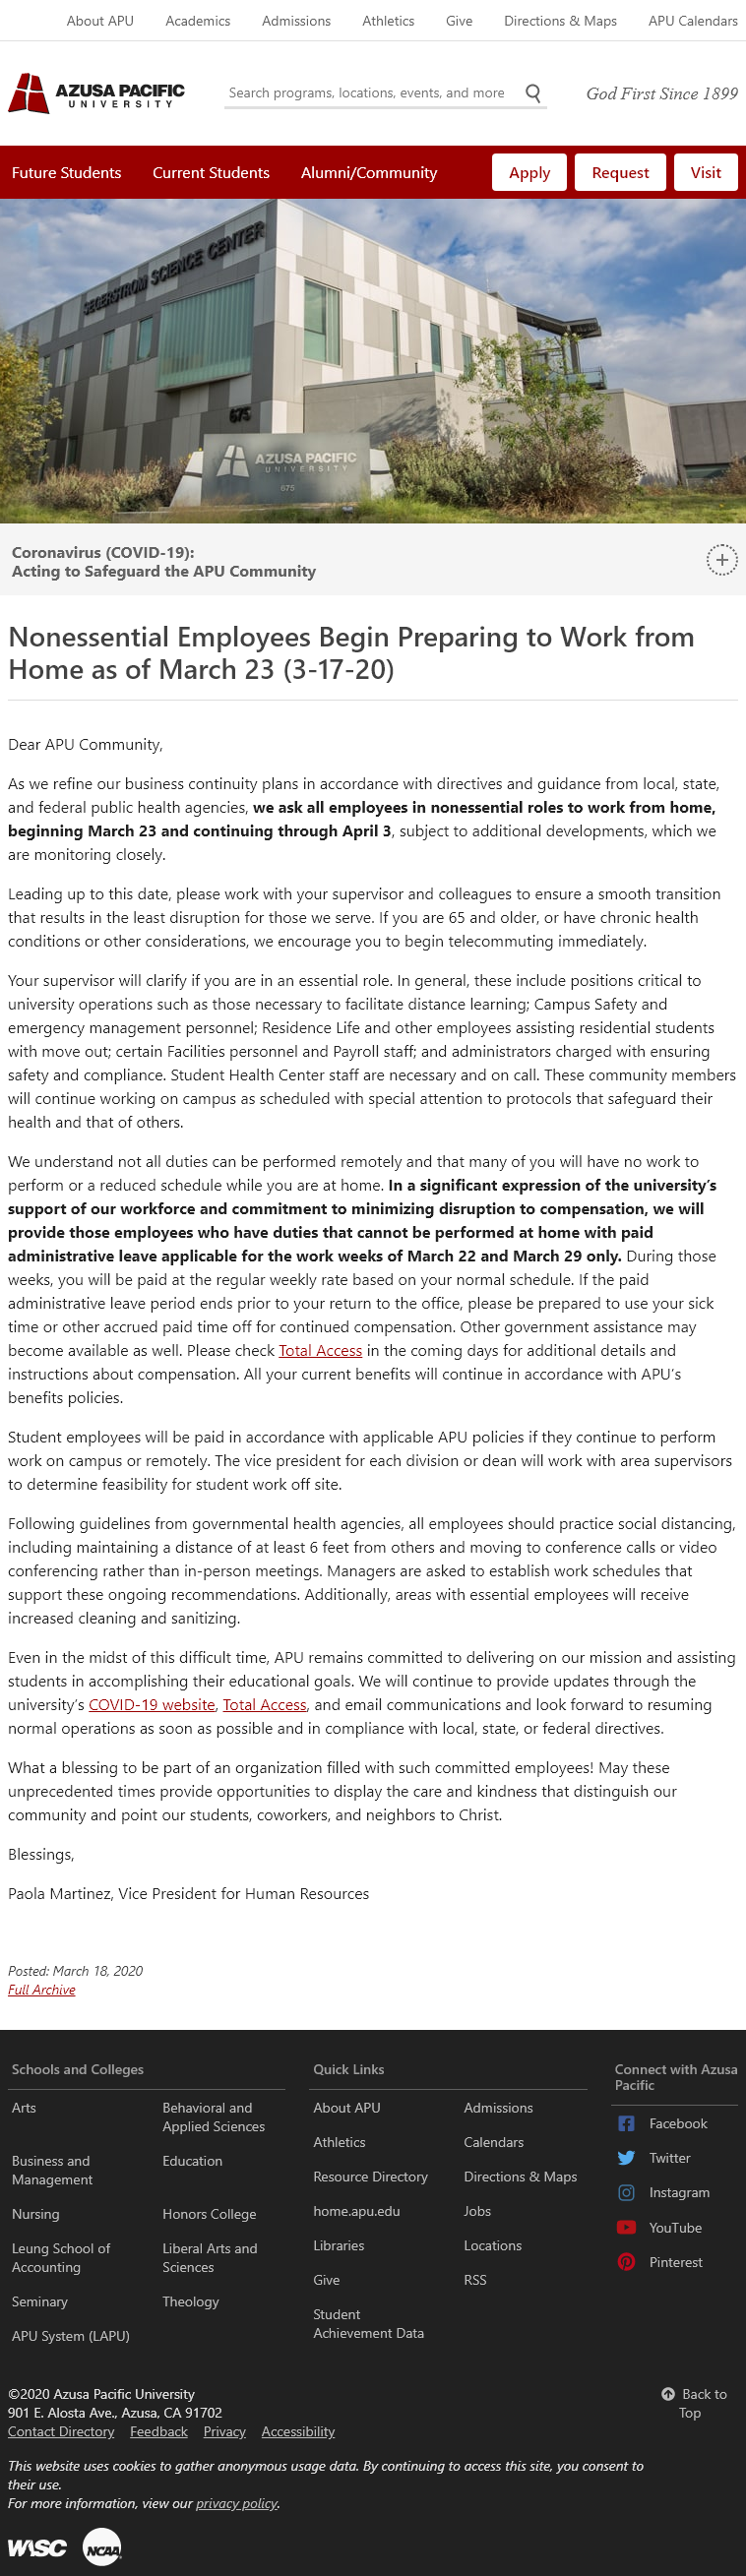 About APU Academics Admissions Athletics Give Directions & Maps APU Calendars
AZUSA PACIFIC
UNIVERSITY
Search programs, locations, events, and more
God First Since 1899
Future Students Current Students Alumni/Community Apply Request Visit
SEGERSTROM SCIENCE CENTER
675
AZUSA PACIFIC
UNIVERSITY
675
Coronavirus (COVID-19):
Acting to Safeguard the APU Community
Nonessential Employees Begin Preparing to Work from
Home as of March 23 (3-17-20)
Dear APU Community,
As we refine our business continuity plans in accordance with directives and guidance from local, state,
and federal public health agencies, we ask all employees in nonessential roles to work from home,
beginning March 23 and continuing through April 3, subject to additional developments, which we
are monitoring closely.
Leading up to this date, please work with your supervisor and colleagues to ensure a smooth transition
that results in the least disruption for those we serve. If you are 65 and older, or have chronic health
conditions or other considerations, we encourage you to begin telecommuting immediately.
Your supervisor will clarify if you are in an essential role. In general, these include positions critical to
university operations such as those necessary to facilitate distance learning; Campus Safety and
emergency management personnel; Residence Life and other employees assisting residential students
with move out; certain Facilities personnel and Payroll staff; and administrators charged with ensuring
safety and compliance. Student Health Center staff are necessary and on call. These community members
will continue working on campus as scheduled with special attention to protocols that safeguard their
health and that of others.
We understand not all duties can be performed remotely and that many of you will have no work to
perform or a reduced schedule while you are at home. In a significant expression of the university's
support of our workforce and commitment to minimizing disruption to compensation, we will
provide those employees who have duties that cannot be performed at home with paid
administrative leave applicable for the work weeks of March 22 and March 29 only. During those
weeks, you will be paid at the regular weekly rate based on your normal schedule. If the paid
administrative leave period ends prior to your return to the office, please be prepared to use your sick
time or other accrued paid time off for continued compensation. Other government assistance may
become available as well. Please check Total Access in the coming days for additional details and
instructions about compensation. All your current benefits will continue in accordance with APU's
benefits policies.
Student employees will be paid in accordance with applicable APU policies if they continue to perform
work on campus or remotely. The vice president for each division or dean will work with area supervisors
to determine feasibility for student work off site.
Following guidelines from governmental health agencies, all employees should practice social distancing,
including maintaining a distance of at least 6 feet from others and moving to conference calls or video
conferencing rather than in-person meetings. Managers are asked to establish work schedules that
support these ongoing recommendations. Additionally, areas with essential employees will receive
increased cleaning and sanitizing.
Even in the midst of this difficult time, APU remains committed to delivering on our mission and assisting
students in accomplishing their educational goals. We will continue to provide updates through the
university's COVID-19 website, Total Access, and email communications and look forward to resuming
normal operations as soon as possible and in compliance with local, state, or federal directives.
What a blessing to be part of an organization filled with such committed employees! May these
unprecedented times provide opportunities to display the care and kindness that distinguish our
community and point our students, coworkers, and neighbors to Christ.
Blessings,
Paola Martinez, Vice President for Human Resources
Posted: March 18, 2020
Full Archive
Schools and Colleges
Arts
Behavioral and
Applied Sciences
Business and
Management
Education
Nursing
Honors College
Leung School of
Accounting
Liberal Arts and
Sciences
Seminary
Theology
APU System (LAPU)
Quick Links
About APU
Admissions
Athletics
Calendars
Resource Directory
Directions & Maps
home.apu.edu
Jobs
Libraries
Locations
Give
RSS
Student
Achievement Data
Connect with Azusa
Pacific
Facebook
Twitter
Instagram
YouTube
Pinterest
©2020 Azusa Pacific University
901 E. Alosta Ave., Azusa, CA 91702
Contact Directory Feedback Privacy Accessibility
Back to
Top
This website uses cookies to gather anonymous usage data. By continuing to access this site, you consent to
their use.
For more information, view our privacy policy.
WISC NCAA